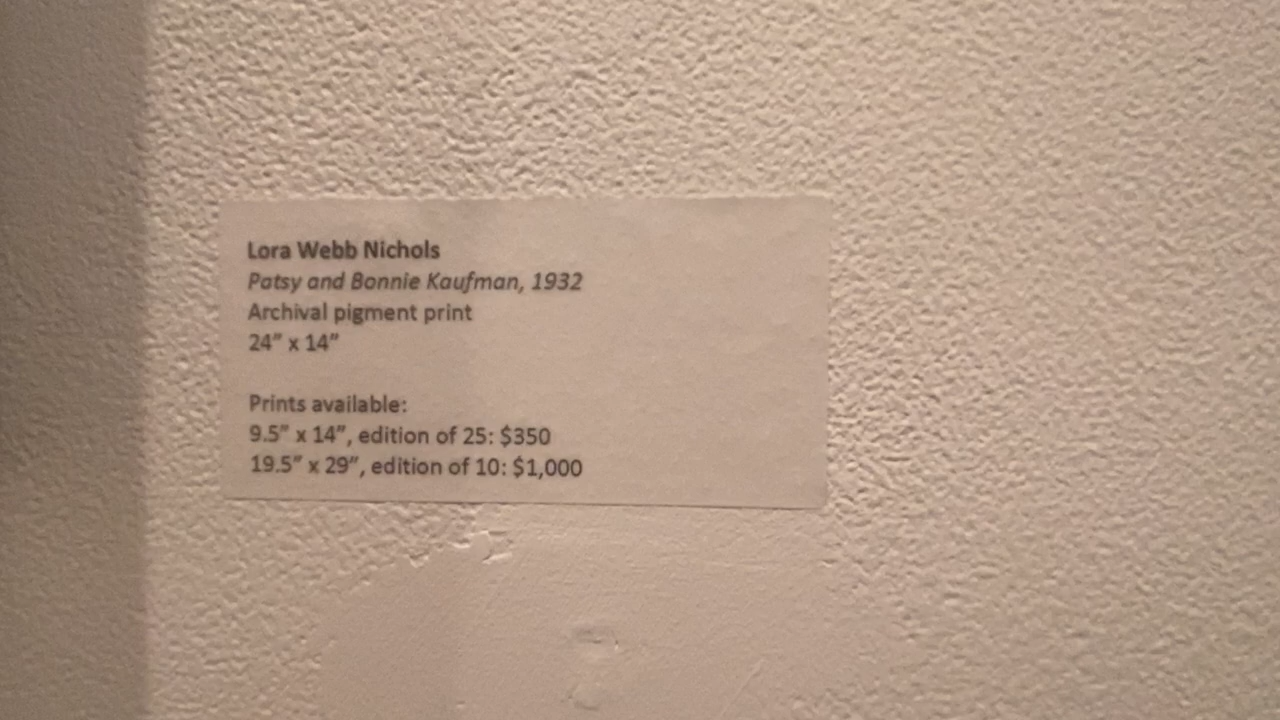 Lora Webb Nichols
Patsy and Bonnie Kaufman, 1932
Archival pigment print
24” x 14”
Prints available:
9.5” x 14”, edition of 25: $350
19.5” x 29”, edition of 10: $1,000